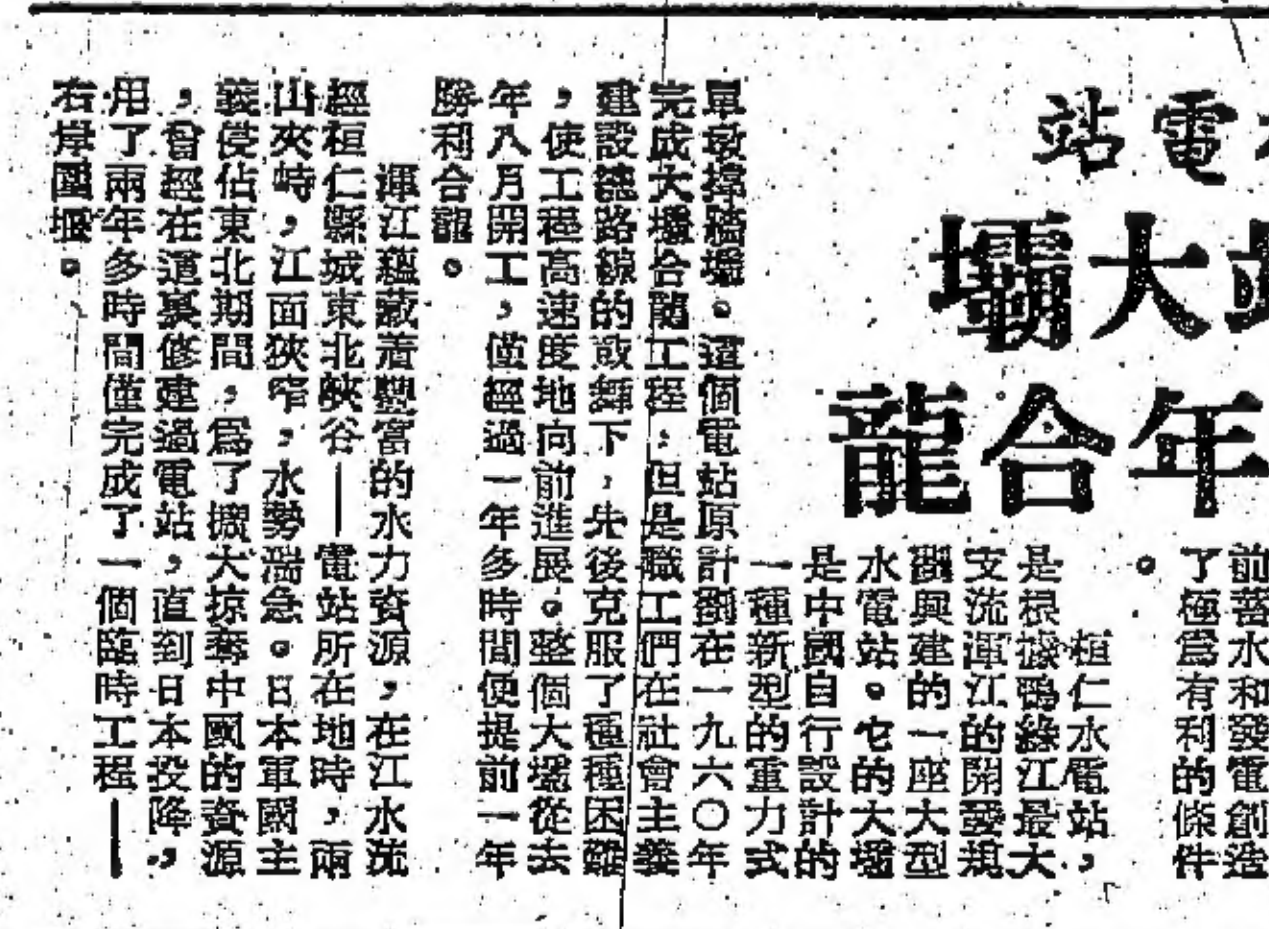 電站
大壩
年合龍
前蓄水和發電創造
了極爲有利的條件
。
桓仁水電站，
是根據鴨綠江最大
支流渾江的開發規
劃興建的一座大型
水電站。它的大壩
是中國自行設計的
一種新型的重力式
單墩壩。這個電站原計劃在一九六〇年
完成大壩合龍工程，但是職工們在社會主義
建設總路綫的鼓舞下，先後克服了種種困難
，使工程高速度地向前進展。整個大壩從去
年八月開工，僅經過一年多時間便提前一年
勝利合龍。
渾江蘊藏着豐富的水力資源，在江水流
經桓仁縣城東北峽谷——電站所在地時，兩
山夾峙，江面狹窄，水勢湍急。日本軍國主
義侵佔東北期間，爲了擴大掠奪中國的資源
，曾經在這裏修建過電站，直到日本投降，
用了兩年多時間僅完成了一個臨時工程——
右岸圍堰。